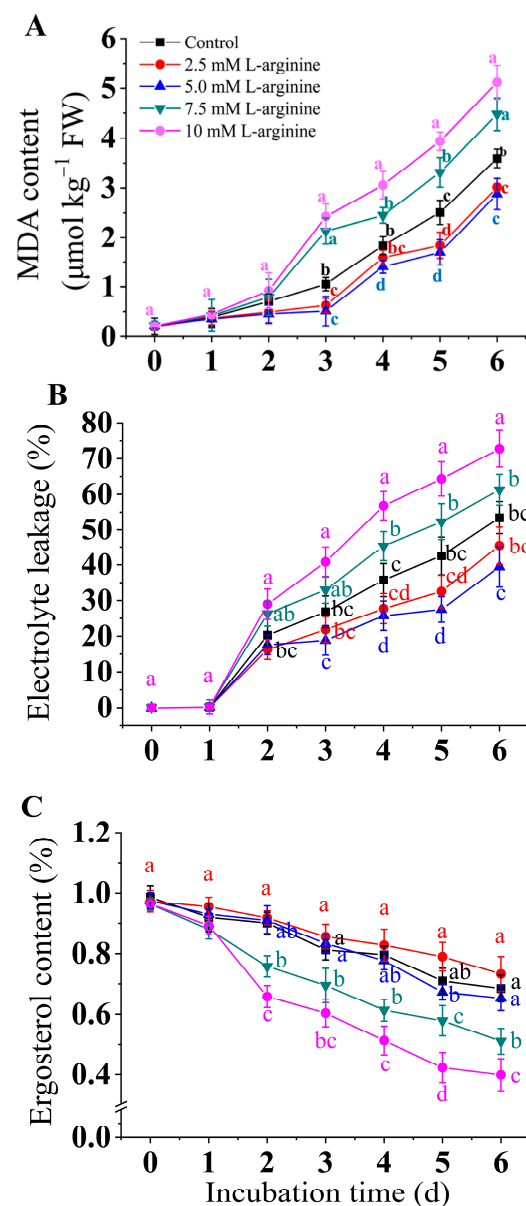 A
Control
2.5 mM L-arginine
5.0 mM L-arginine
7.5 mM L-arginine
10 mM L-arginine
MDA content
(μmol kg⁻¹ FW)
6
5
4
3
2
1
0
a a a a a a a
a b b a
b b c b
c bc d c
c d d c
0 1 2 3 4 5 6
B
Electrolyte leakage (%)
80
70
60
50
40
30
20
10
0
a a a a a a a
ab ab b b b
bc c bc bc
bc bc cd cd bc
c d d c
0 1 2 3 4 5 6
C
Ergosterol content (%)
1.2
1.0
0.8
0.6
0.4
0.0
a a a a a a a
ab a ab ab a
a b a
b b b c b
c bc c d c
0 1 2 3 4 5 6
Incubation time (d)